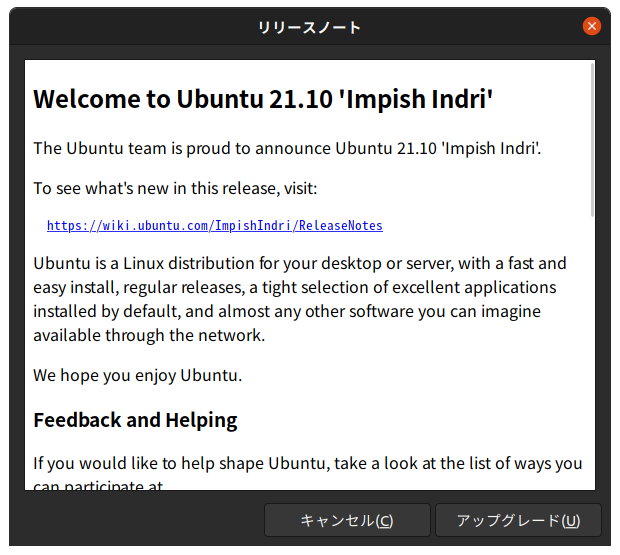 リリースノート
Welcome to Ubuntu 21.10 'Impish Indri'
The Ubuntu team is proud to announce Ubuntu 21.10 'Impish Indri'.
To see what's new in this release, visit:
https://wiki.ubuntu.com/ImpishIndri/ReleaseNotes
Ubuntu is a Linux distribution for your desktop or server, with a fast and
easy install, regular releases, a tight selection of excellent applications
installed by default, and almost any other software you can imagine
available through the network.
We hope you enjoy Ubuntu.
Feedback and Helping
If you would like to help shape Ubuntu, take a look at the list of ways you
can participate at
キャンセル(C)
アップグレード(U)